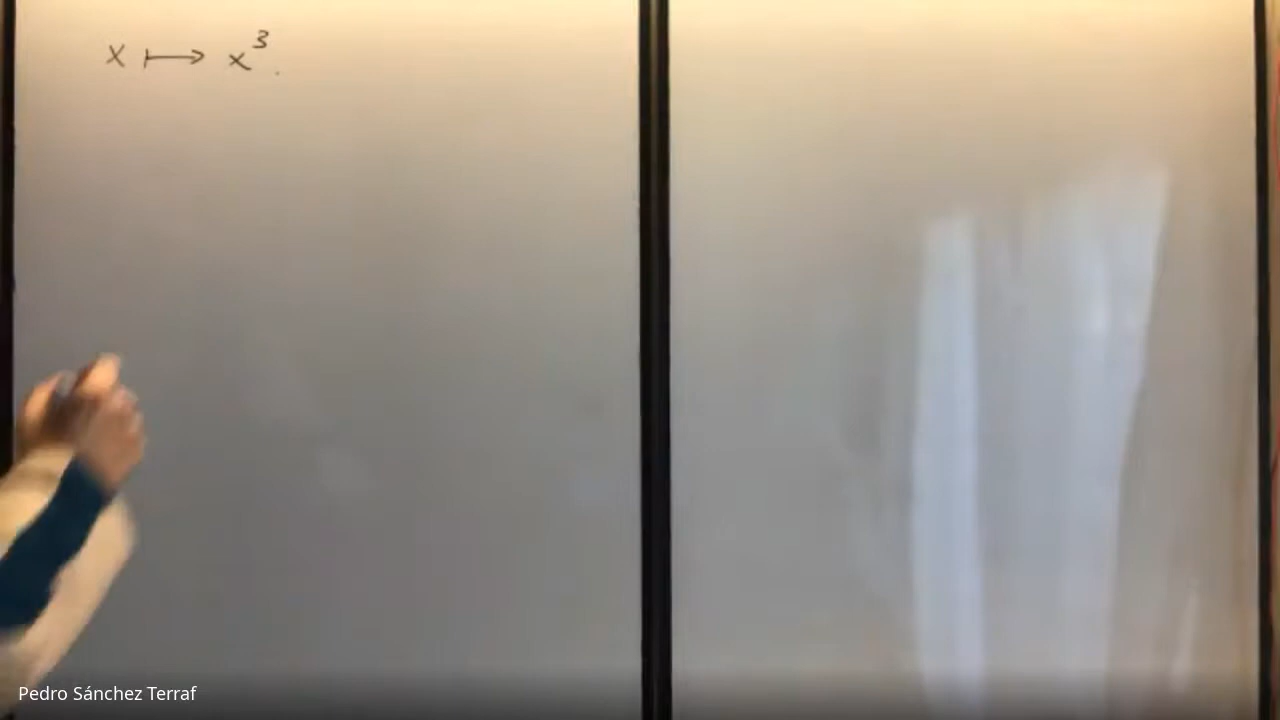 x ⟼ x³.
Pedro Sánchez Terraf